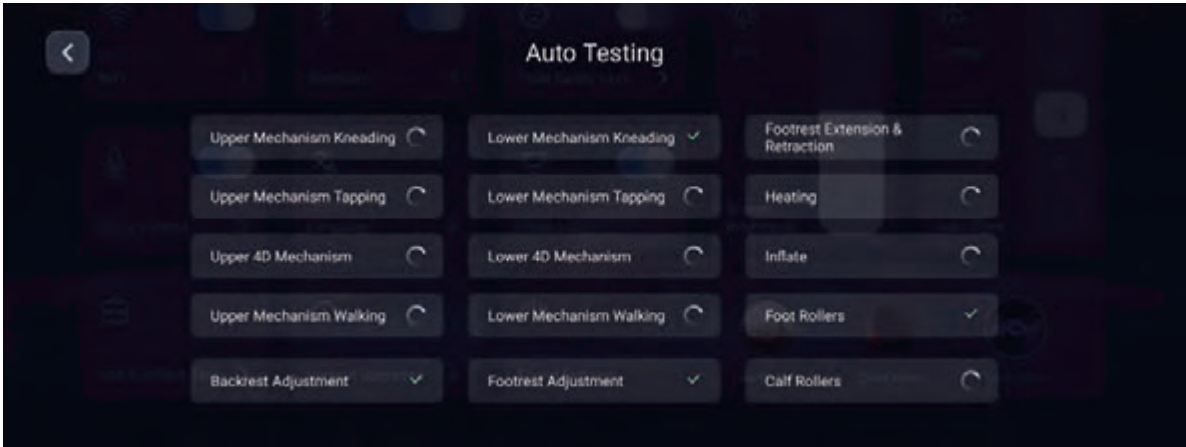 Auto Testing
Upper Mechanism Kneading
Lower Mechanism Kneading
Footrest Extension &
Retraction
Upper Mechanism Tapping
Lower Mechanism Tapping
Heating
Upper 4D Mechanism
Lower 4D Mechanism
Inflate
Upper Mechanism Walking
Lower Mechanism Walking
Foot Rollers
Backrest Adjustment
Footrest Adjustment
Calf Rollers